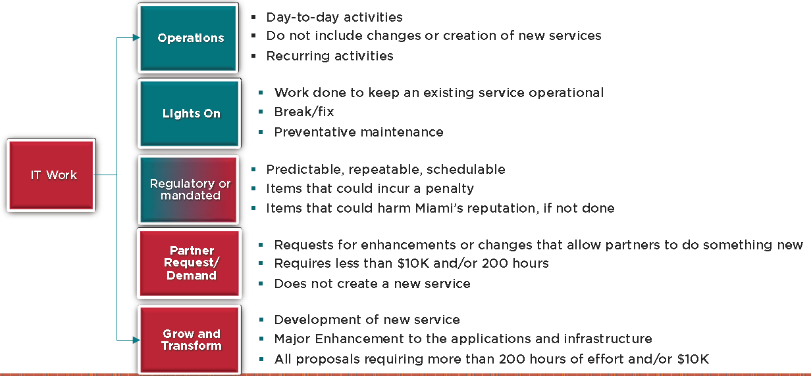 IT Work
Operations
Day-to-day activities
Do not include changes or creation of new services
Recurring activities
Lights On
Work done to keep an existing service operational
Break/fix
Preventative maintenance
Regulatory or
mandated
Predictable, repeatable, schedulable
Items that could incur a penalty
Items that could harm Miami's reputation, if not done
Partner
Request/
Demand
Requests for enhancements or changes that allow partners to do something new
Requires less than $10K and/or 200 hours
Does not create a new service
Grow and
Transform
Development of new service
Major Enhancement to the applications and infrastructure
All proposals requiring more than 200 hours of effort and/or $10K